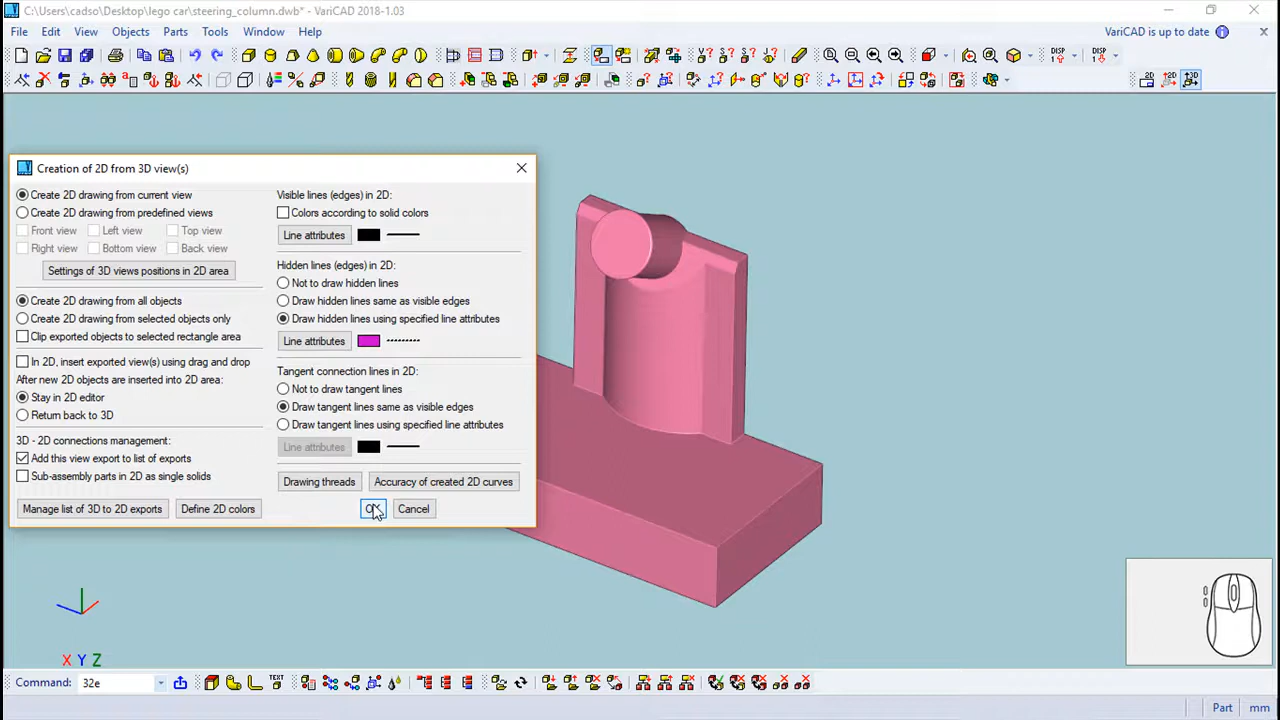 C:\Users\cadso\Desktop\lego car\steering_column.dwb* - VariCAD 2018-1.03
File Edit View Objects Parts Tools Window Help
VariCAD is up to date
DISP DISP
2D 2D 3D
Creation of 2D from 3D view(s)
Create 2D drawing from current view
Create 2D drawing from predefined views
Front view Left view Top view
Right view Bottom view Back view
Settings of 3D views positions in 2D area
Create 2D drawing from all objects
Create 2D drawing from selected objects only
Clip exported objects to selected rectangle area
In 2D, insert exported view(s) using drag and drop
After new 2D objects are inserted into 2D area:
Stay in 2D editor
Return back to 3D
3D - 2D connections management:
Add this view export to list of exports
Sub-assembly parts in 2D as single solids
Manage list of 3D to 2D exports
Define 2D colors
Visible lines (edges) in 2D:
Colors according to solid colors
Line attributes
Hidden lines (edges) in 2D:
Not to draw hidden lines
Draw hidden lines same as visible edges
Draw hidden lines using specified line attributes
Line attributes
Tangent connection lines in 2D:
Not to draw tangent lines
Draw tangent lines same as visible edges
Draw tangent lines using specified line attributes
Line attributes
Drawing threads
Accuracy of created 2D curves
Cancel
X Y Z
Command: 32e
TEXT
Part mm